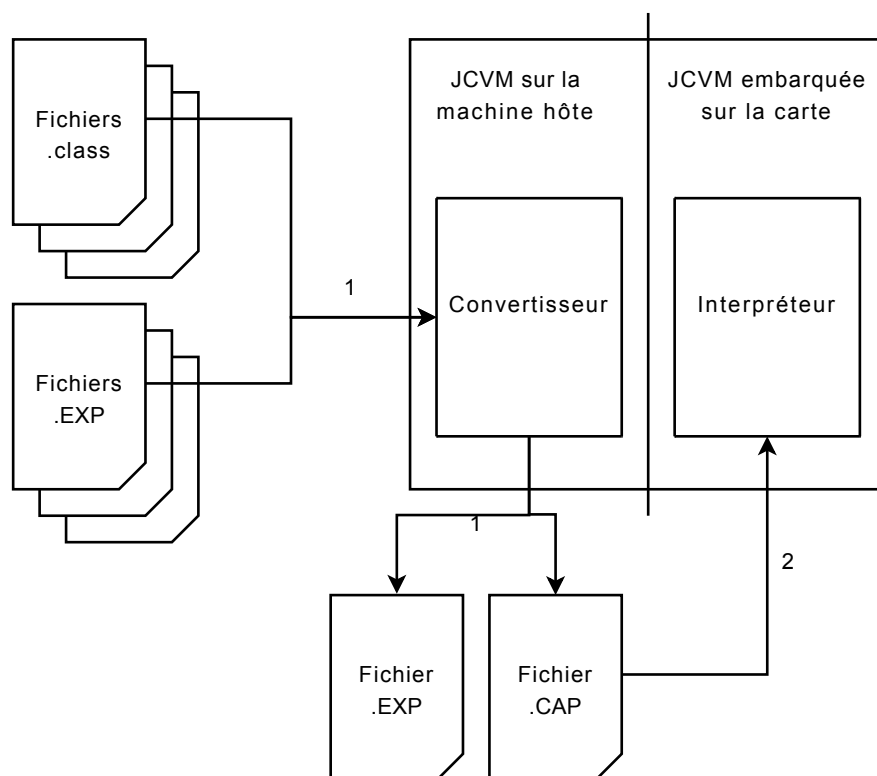 Fichiers
.class
JCVM sur la
machine hôte
JCVM embarquée
sur la carte
1
Convertisseur
Interpréteur
Fichiers
.EXP
1
2
Fichier
.EXP
Fichier
.CAP